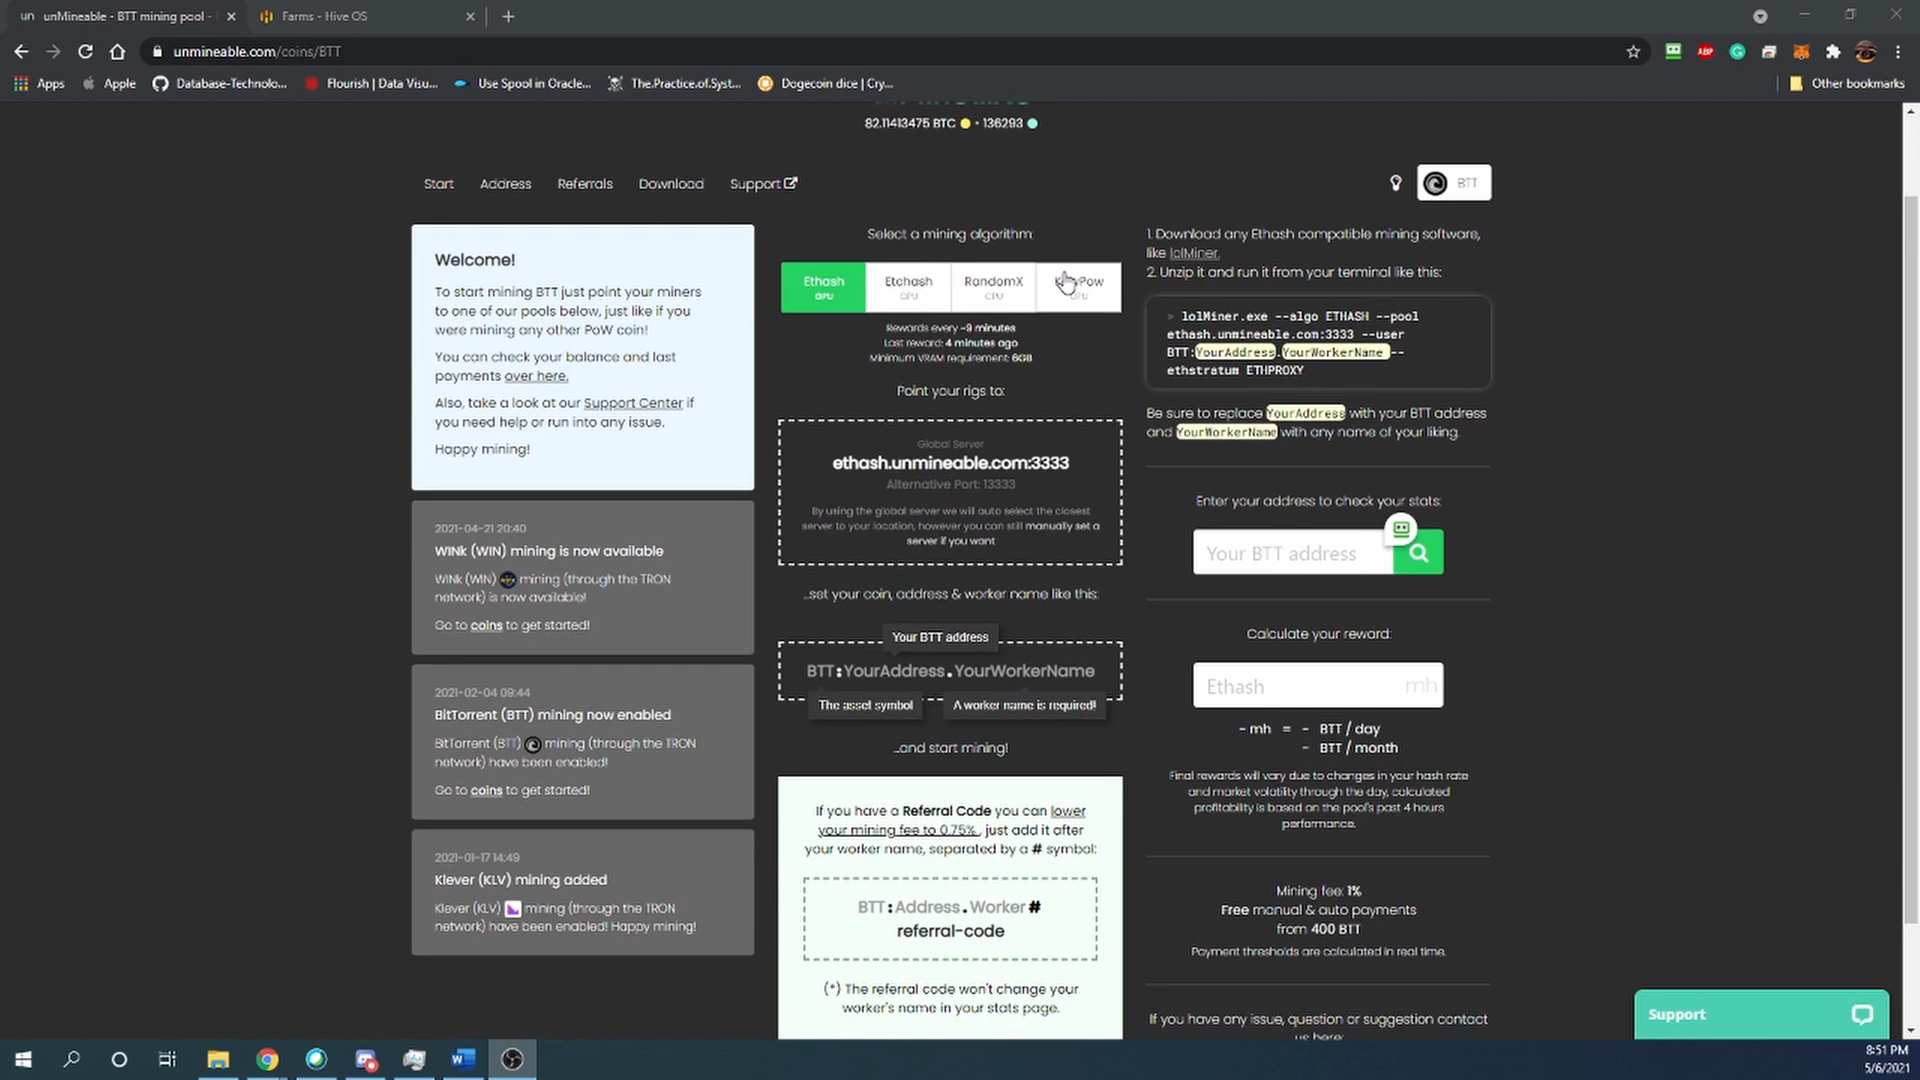 un unMineable - BTT mining pool -
Farms - Hive OS
unmineable.com/coins/BTT
Apps
Apple
Database-Technolo...
Flourish | Data Visu...
Use Spool in Oracle...
The.Practice.of.Syst...
Dogecoin dice | Cry...
Other bookmarks
82.11413475 BTC • 136293
Start
Address
Referrals
Download
Support
BTT
Welcome!
To start mining BTT just point your miners
to one of our pools below, just like if you
were mining any other PoW coin!
You can check your balance and last
payments over here.
Also, take a look at our Support Center if
you need help or run into any issue.
Happy mining!
2021-04-21 20:40
WINk (WIN) mining is now available
WINk (WIN) mining (through the TRON
network) is now available!
Go to coins to get started!
2021-02-04 09:44
BitTorrent (BTT) mining now enabled
BitTorrent (BTT) mining (through the TRON
network) have been enabled!
Go to coins to get started!
2021-01-17 14:49
Klever (KLV) mining added
Klever (KLV) mining (through the TRON
network) have been enabled! Happy mining!
Select a mining algorithm:
Ethash
GPU
Etchash
GPU
RandomX
CPU
Pow
GPU
Rewards every ~9 minutes
Last reward: 4 minutes ago
Minimum VRAM requirement: 6GB
Point your rigs to:
Global Server
ethash.unmineable.com:3333
Alternative Port: 13333
By using the global server we will auto select the closest
server to your location, however you can still manually set a
server if you want
...set your coin, address & worker name like this:
Your BTT address
BTT:YourAddress.YourWorkerName
The asset symbol
A worker name is required!
...and start mining!
If you have a Referral Code you can lower
your mining fee to 0.75%, just add it after
your worker name, separated by a # symbol:
BTT:Address.Worker#
referral-code
(*) The referral code won't change your
worker's name in your stats page.
1. Download any Ethash compatible mining software,
like lolMiner.
2. Unzip it and run it from your terminal like this:
> lolMiner.exe --algo ETHASH --pool
ethash.unmineable.com:3333 --user
BTT:YourAddress.YourWorkerName --
ethstratum ETHPROXY
Be sure to replace YourAddress with your BTT address
and YourWorkerName with any name of your liking.
Enter your address to check your stats:
Your BTT address
Calculate your reward:
Ethash
mh
- mh = - BTT / day
- BTT / month
Final rewards will vary due to changes in your hash rate
and market volatility through the day, calculated
profitability is based on the pool's past 4 hours
performance.
Mining fee: 1%
Free manual & auto payments
from 400 BTT
Payment thresholds are calculated in real time.
If you have any issue, question or suggestion contact
us here:
Support
8:51 PM
5/6/2021